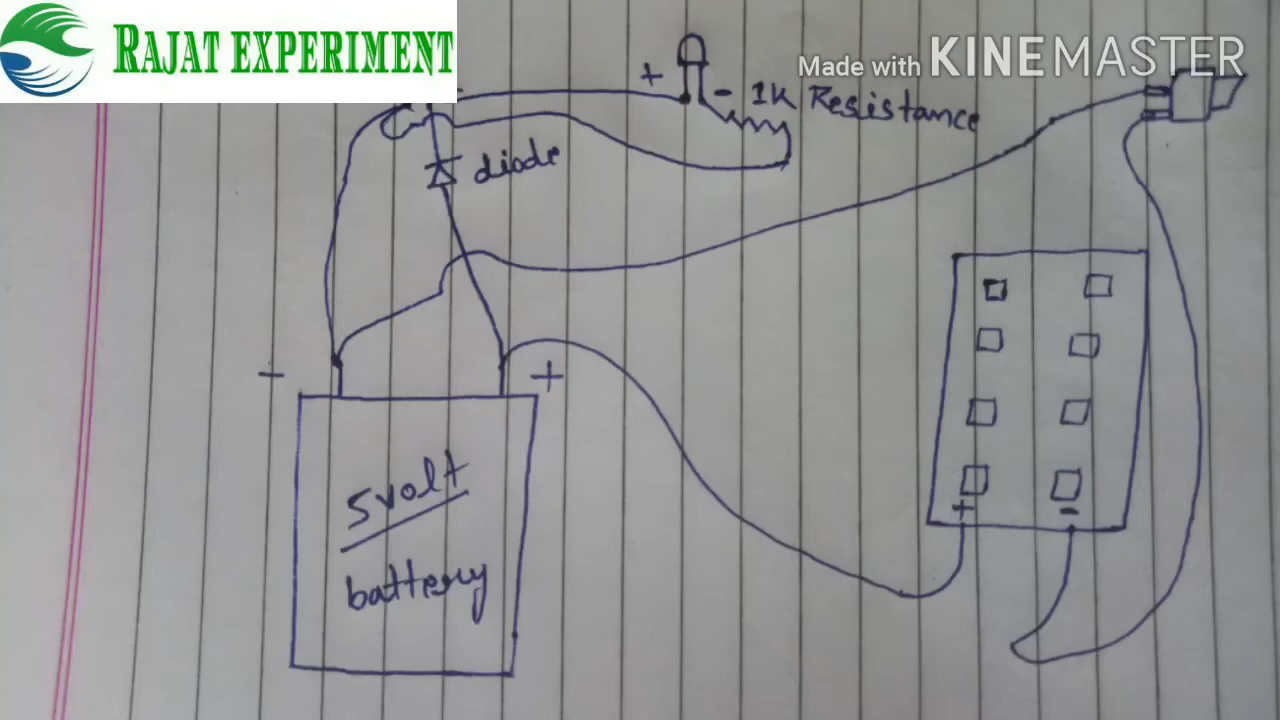 RAJAT EXPERIMENT
Made with KINEMASTER
+
- 1K Resistance
diode
- +
5volt
battery
+ -